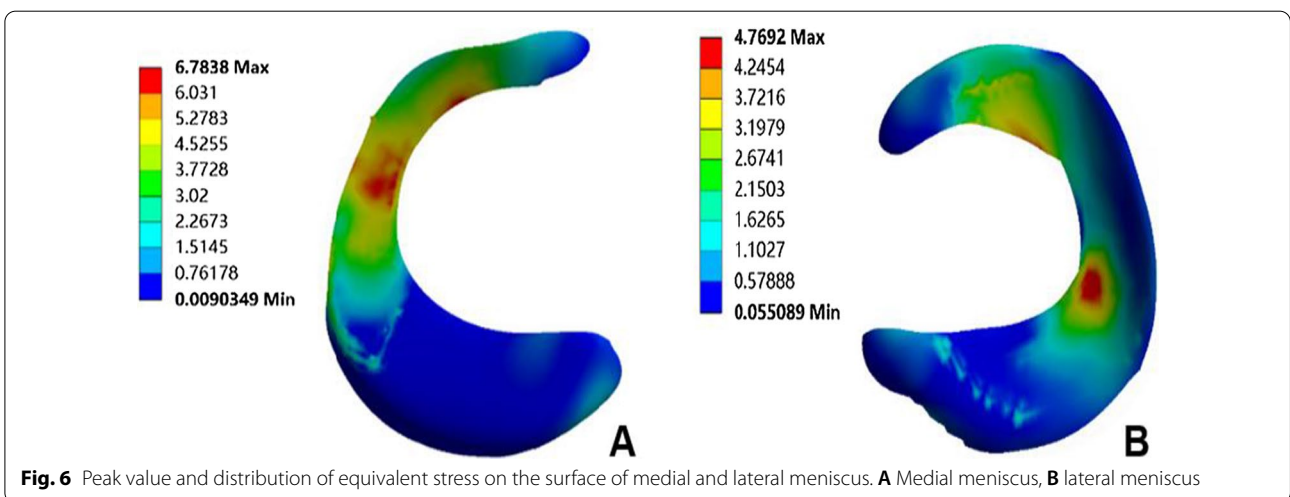 6.7838 Max
6.031
5.2783
4.5255
3.7728
3.02
2.2673
1.5145
0.76178
0.0090349 Min
A
4.7692 Max
4.2454
3.7216
3.1979
2.6741
2.1503
1.6265
1.1027
0.57888
0.055089 Min
B
Fig. 6 Peak value and distribution of equivalent stress on the surface of medial and lateral meniscus. A Medial meniscus, B lateral meniscus